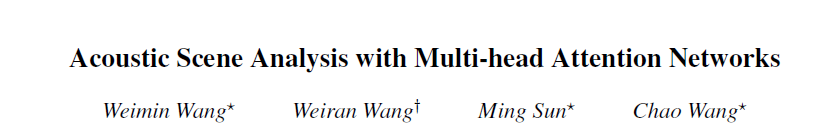 Acoustic Scene Analysis with Multi-head Attention Networks
Weimin Wang⋆ Weiran Wang† Ming Sun⋆ Chao Wang⋆